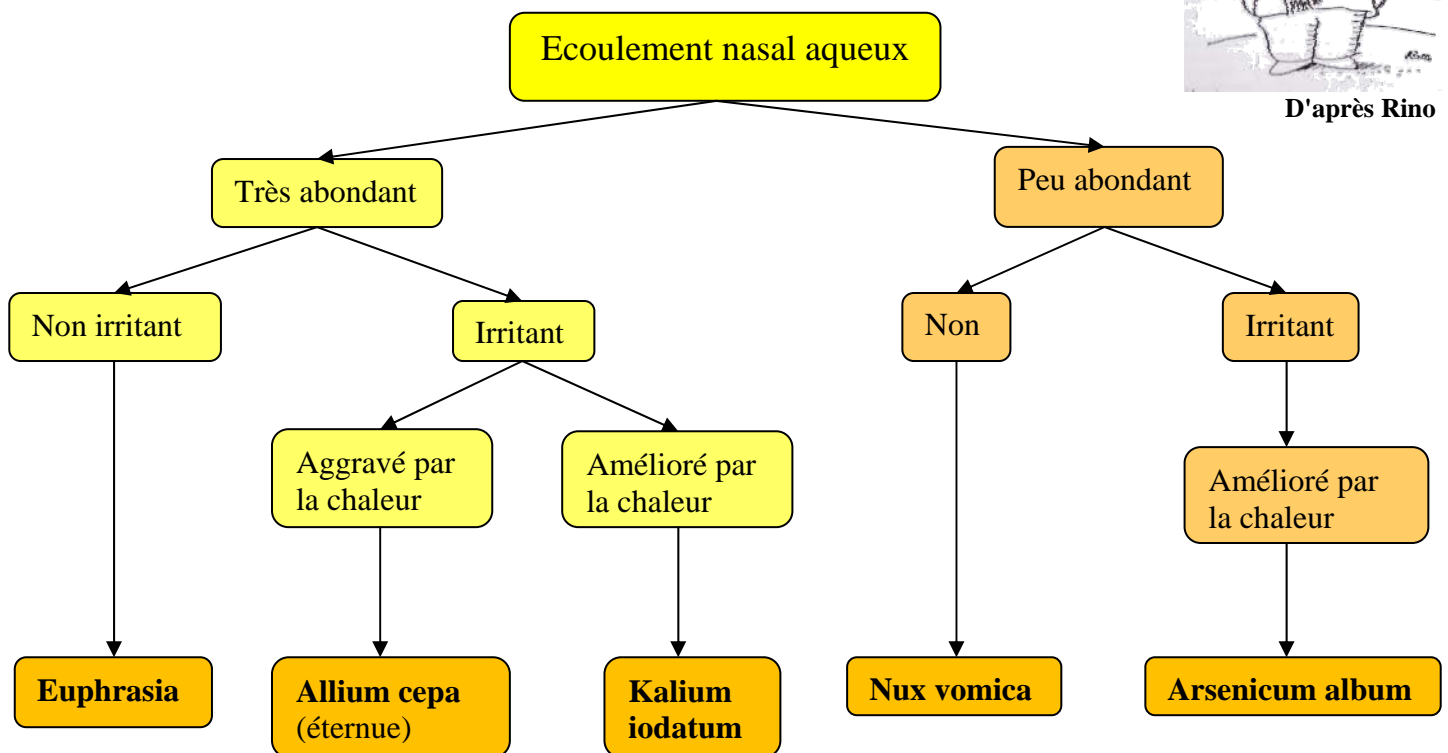 Ecoulement nasal aqueux
D'après Rino
Très abondant
Peu abondant
Non irritant
Irritant
Non
Irritant
Aggravé par
la chaleur
Amélioré par
la chaleur
Amélioré par
la chaleur
Euphrasia
Allium cepa
(éternue)
Kalium
iodatum
Nux vomica
Arsenicum album